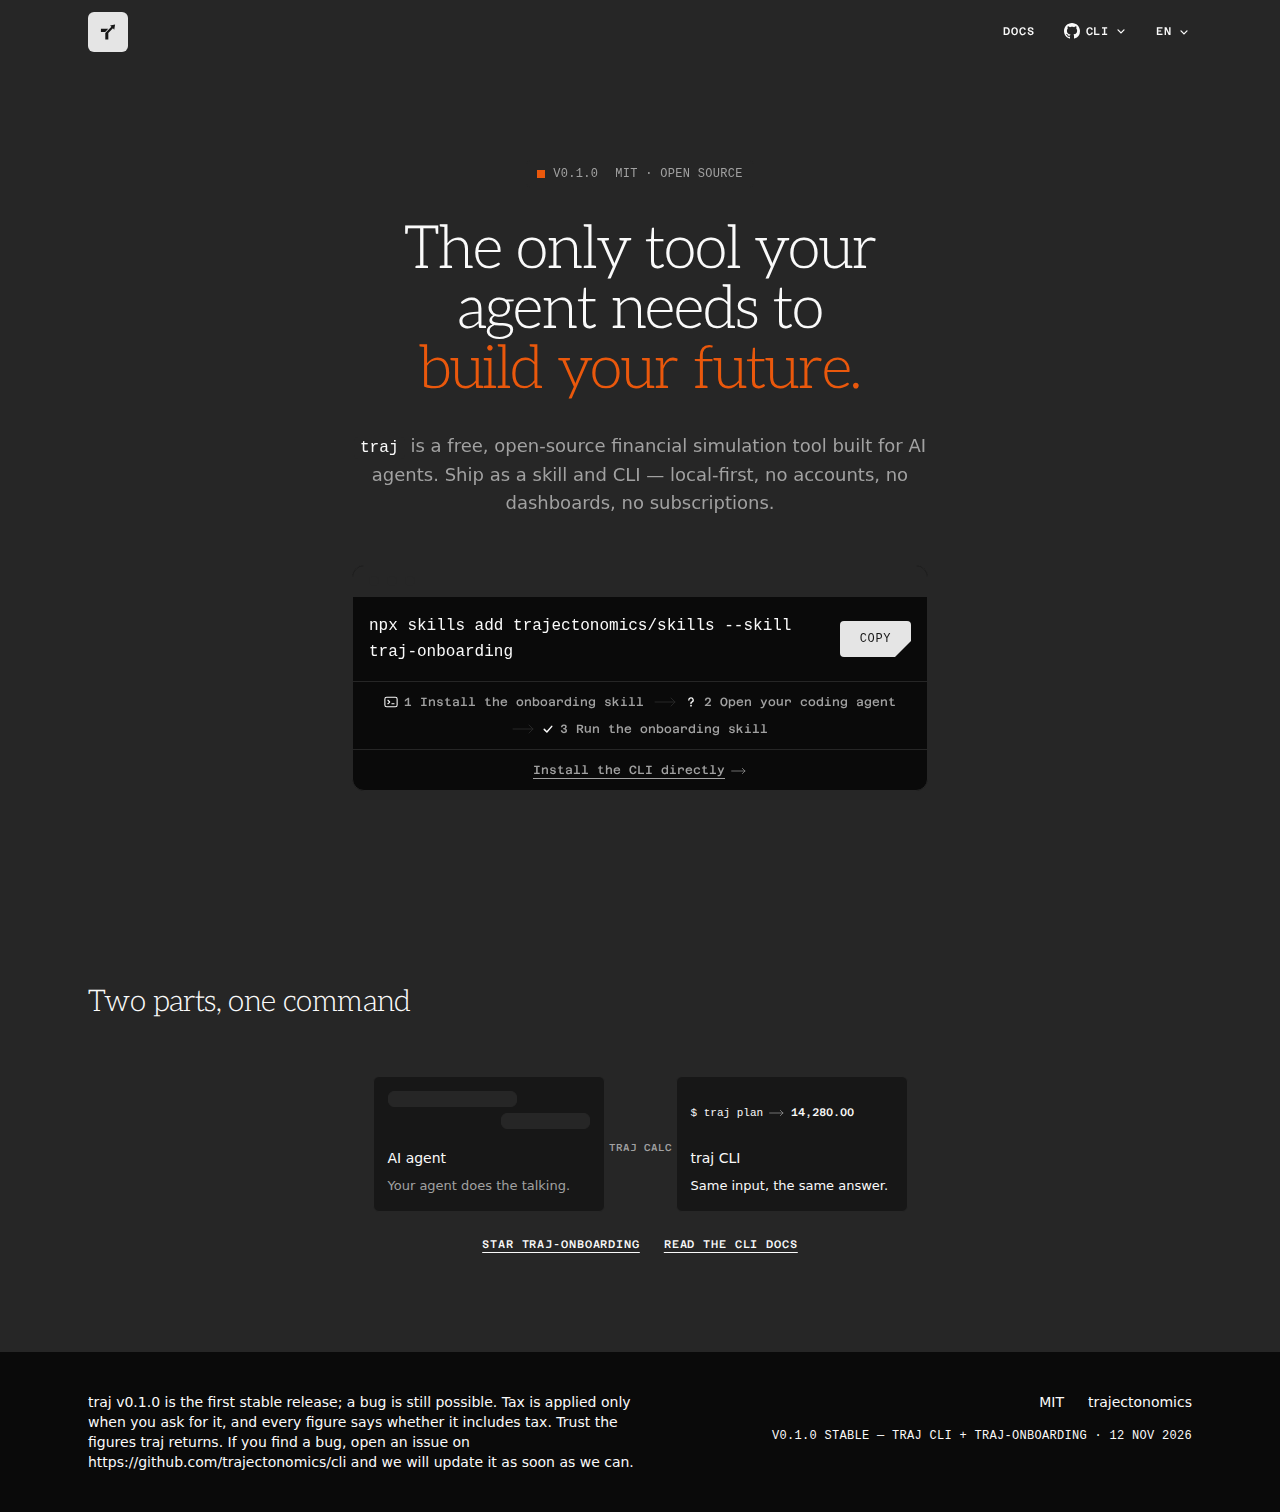 DOCS CLI EN
V0.1.0 MIT · OPEN SOURCE
The only tool your
agent needs to
build your future.
traj is a free, open-source financial simulation tool built for AI
agents. Ship as a skill and CLI — local-first, no accounts, no
dashboards, no subscriptions.
npx skills add trajectonomics/skills --skill
traj-onboarding
COPY
1 Install the onboarding skill
2 Open your coding agent
3 Run the onboarding skill
Install the CLI directly
Two parts, one command
AI agent
Your agent does the talking.
TRAJ CALC
$ traj plan 14,280.00
traj CLI
Same input, the same answer.
STAR TRAJ-ONBOARDING READ THE CLI DOCS
traj v0.1.0 is the first stable release; a bug is still possible. Tax is applied only
when you ask for it, and every figure says whether it includes tax. Trust the
figures traj returns. If you find a bug, open an issue on
https://github.com/trajectonomics/cli and we will update it as soon as we can.
MIT trajectonomics
V0.1.0 STABLE — TRAJ CLI + TRAJ-ONBOARDING · 12 NOV 2026